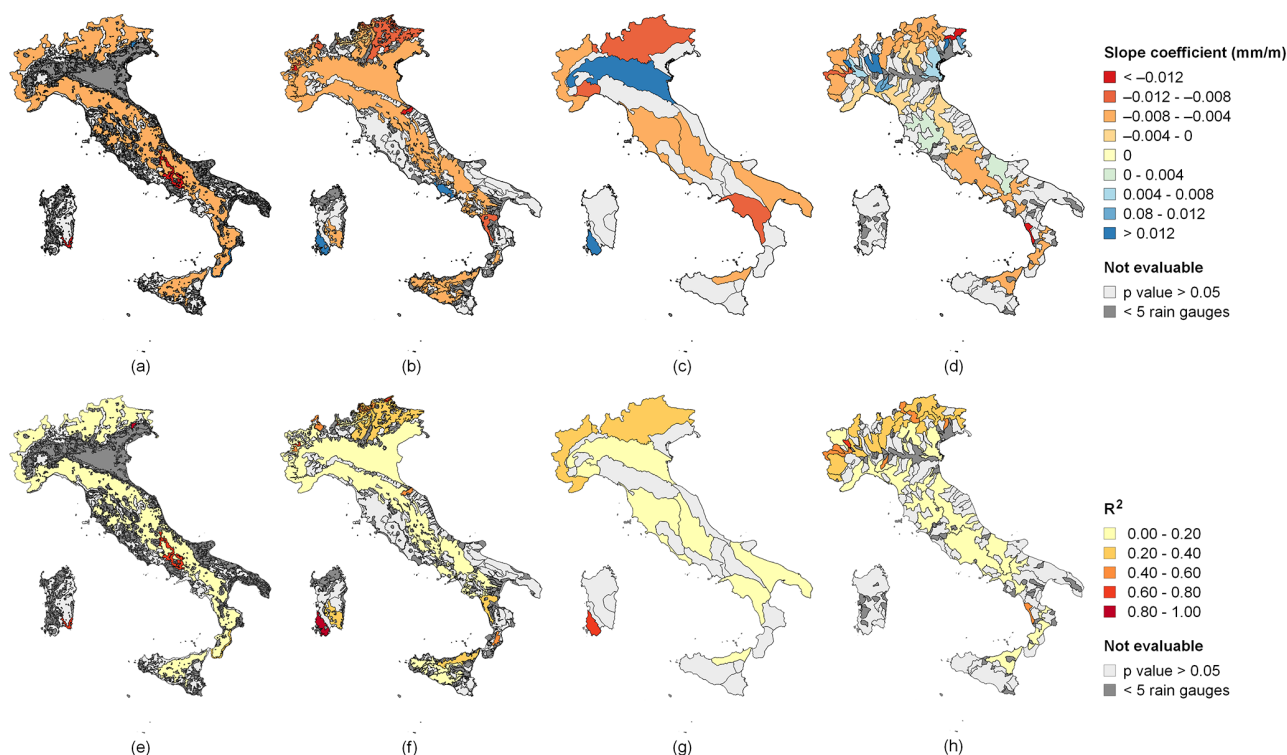 Slope coefficient (mm/m)
< –0.012
–0.012 - –0.008
–0.008 - –0.004
–0.004 - 0
0
0 - 0.004
0.004 - 0.008
0.08 - 0.012
> 0.012
Not evaluable
p value > 0.05
< 5 rain gauges
(a)
(b)
(c)
(d)
R²
0.00 - 0.20
0.20 - 0.40
0.40 - 0.60
0.60 - 0.80
0.80 - 1.00
Not evaluable
p value > 0.05
< 5 rain gauges
(e)
(f)
(g)
(h)